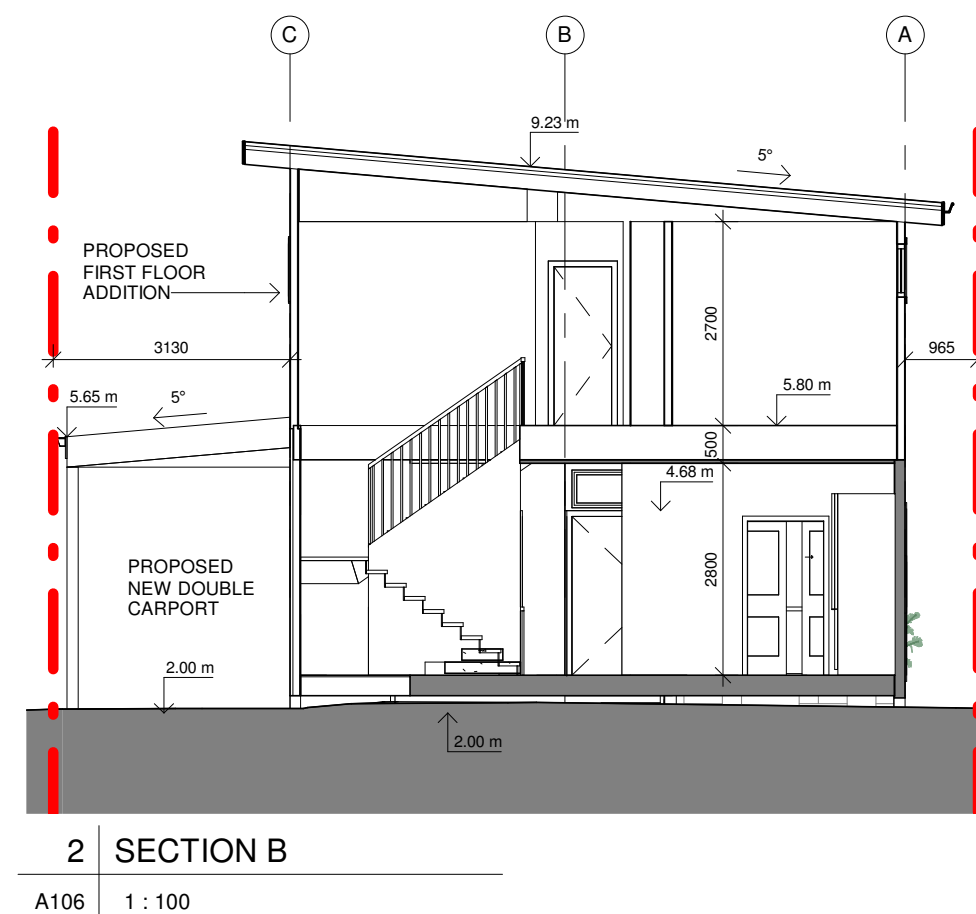 C
B
A
9.23 m
5°
PROPOSED
FIRST FLOOR
ADDITION
2700
3130
965
5.65 m
5°
5.80 m
500
4.68 m
PROPOSED
NEW DOUBLE
CARPORT
2800
2.00 m
2.00 m
2 SECTION B
A106 1 : 100